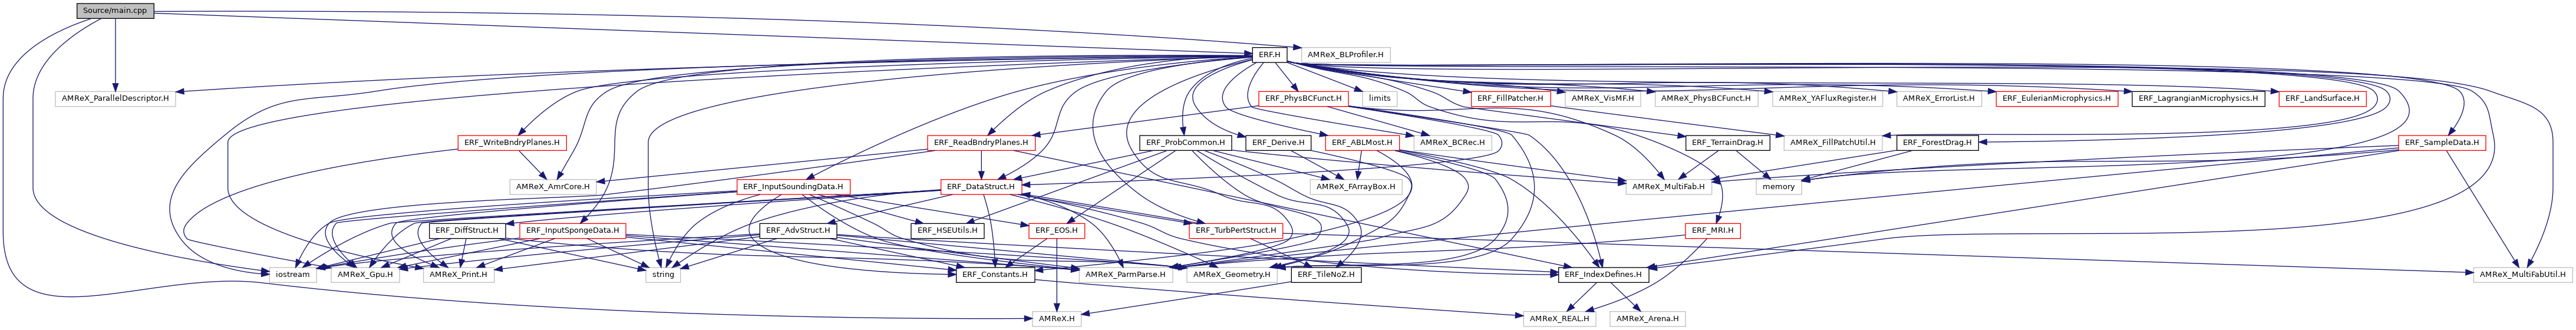 Source/main.cpp
ERF.H
AMReX_BLProfiler.H
AMReX_ParallelDescriptor.H
ERF_PhysBCFunct.H
limits
ERF_FillPatcher.H
AMReX_VisMF.H
AMReX_PhysBCFunct.H
AMReX_YAFluxRegister.H
AMReX_ErrorList.H
ERF_EulerianMicrophysics.H
ERF_LagrangianMicrophysics.H
ERF_LandSurface.H
ERF_WriteBndryPlanes.H
ERF_ReadBndryPlanes.H
ERF_ProbCommon.H
ERF_Derive.H
ERF_ABLMost.H
AMReX_BCRec.H
ERF_TerrainDrag.H
AMReX_FillPatchUtil.H
ERF_ForestDrag.H
ERF_SampleData.H
AMReX_AmrCore.H
ERF_InputSoundingData.H
ERF_DataStruct.H
AMReX_FArrayBox.H
AMReX_MultiFab.H
memory
ERF_DiffStruct.H
ERF_InputSpongeData.H
ERF_AdvStruct.H
ERF_HSEUtils.H
ERF_EOS.H
ERF_TurbPertStruct.H
ERF_MRI.H
iostream
AMReX_Gpu.H
AMReX_Print.H
string
ERF_Constants.H
AMReX_ParmParse.H
AMReX_Geometry.H
ERF_TileNoZ.H
ERF_IndexDefines.H
AMReX_MultiFabUtil.H
AMReX.H
AMReX_REAL.H
AMReX_Arena.H